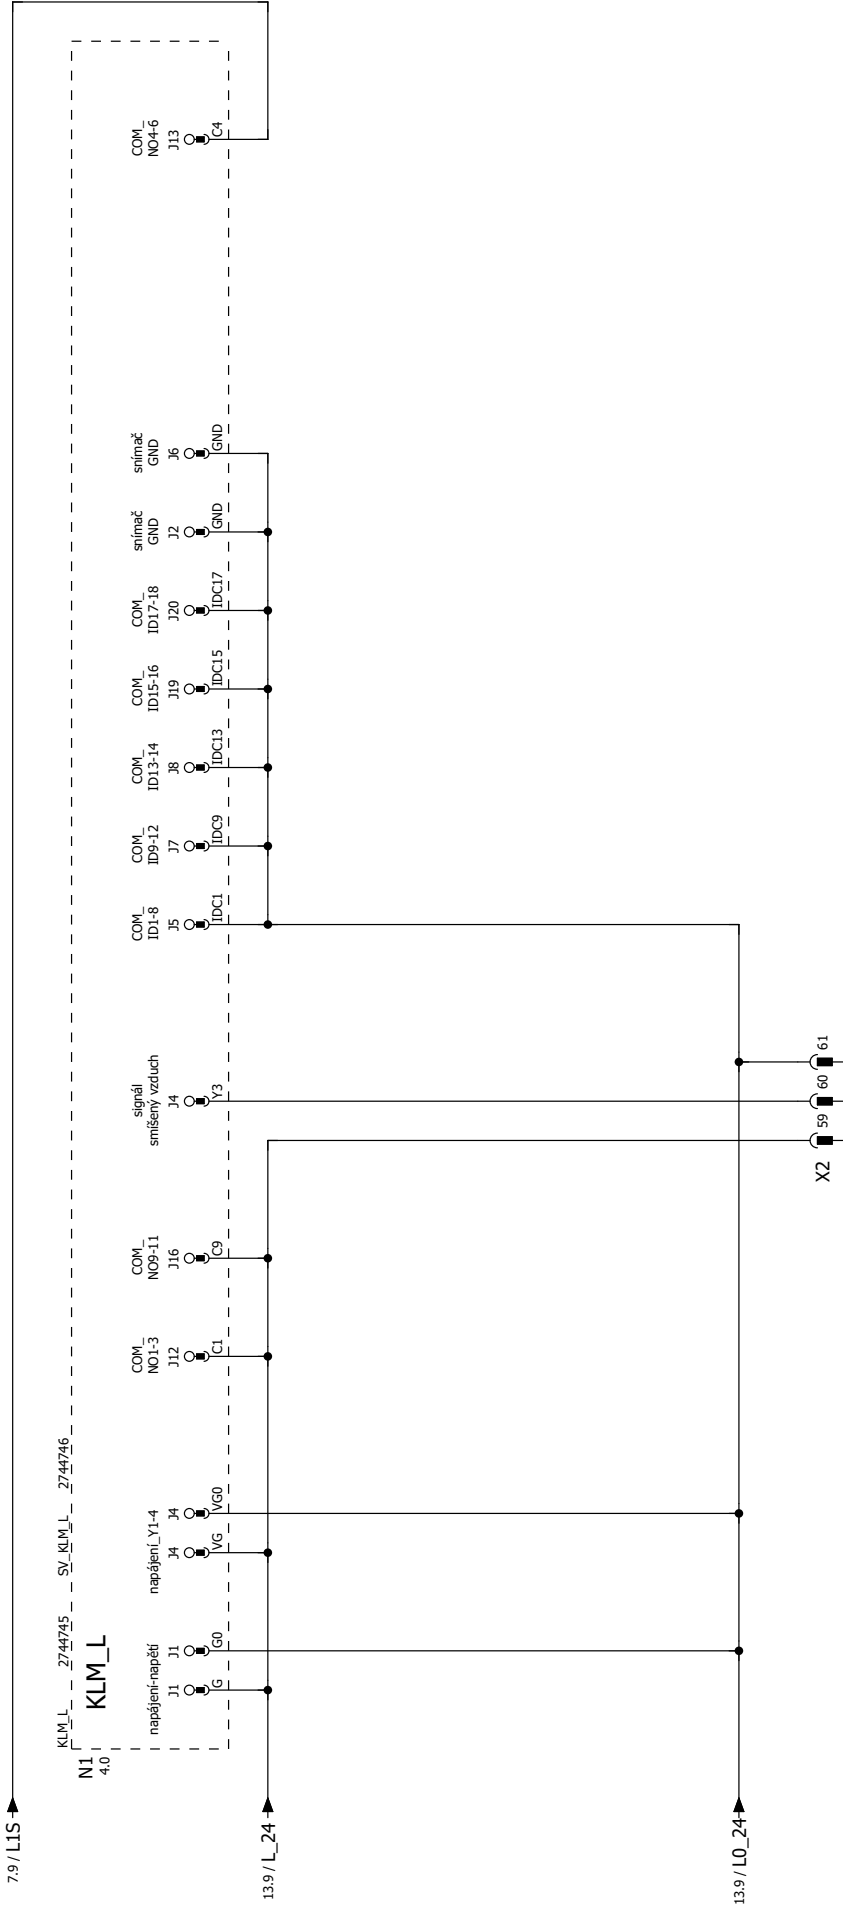 7.9 / L1S
13.9 / L_24
13.9 / L0_24
N1
4.0
KLM_L 2744745 SV_KLM_L 2744746
KLM_L
napájení-napětí
J1
G
J1
G0
napájení_Y1-4
J4
VG
J4
VG0
COM_
NO1-3
J12
C1
COM_
NO9-11
J16
C9
signál
smíšený vzduch
J4
Y3
COM_
ID1-8
J5
IDC1
COM_
ID9-12
J7
IDC9
COM_
ID13-14
J8
IDC13
COM_
ID15-16
J19
IDC15
COM_
ID17-18
J20
IDC17
snímač
GND
J2
GND
snímač
GND
J6
GND
COM_
NO4-6
J13
C4
X2
59
60
61